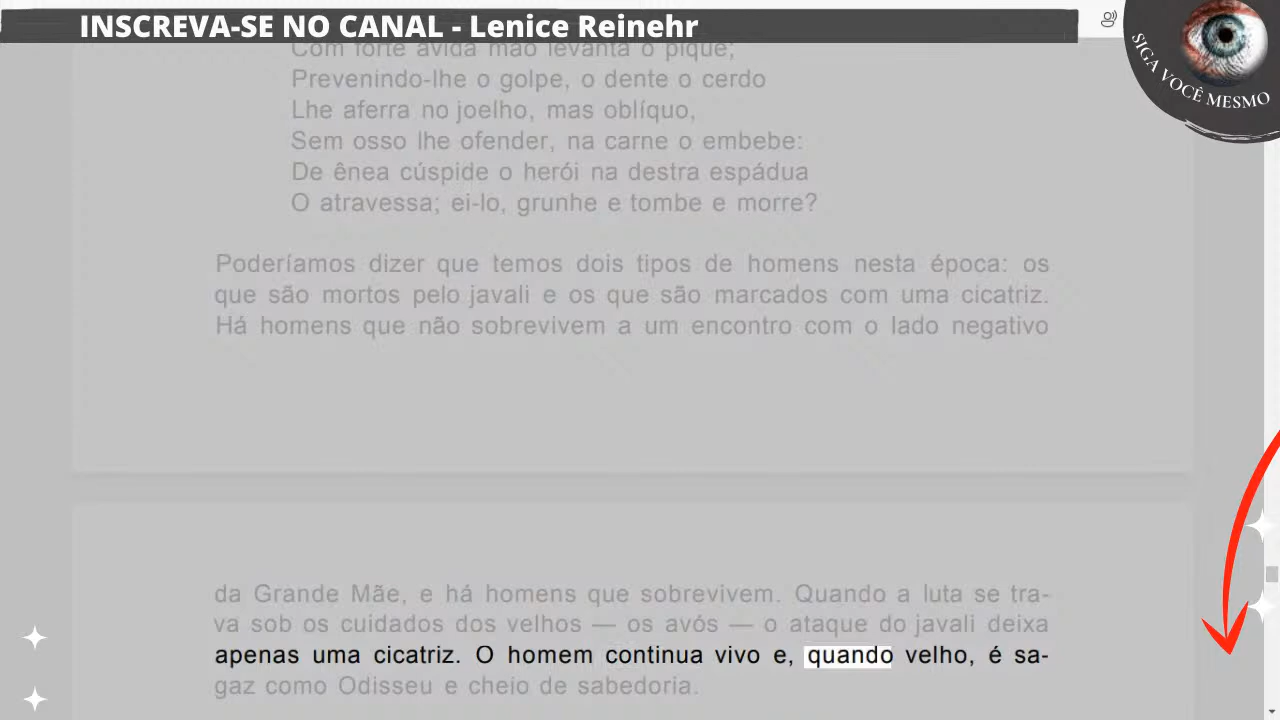 INSCREVA-SE NO CANAL - Lenice Reinehr
SIGA VOCÊ MESMO
Com forte ávida mão levanta o pique;
Prevenindo-lhe o golpe, o dente o cerdo
Lhe aferra no joelho, mas oblíquo,
Sem osso lhe ofender, na carne o embebe:
De ênea cúspide o herói na destra espádua
O atravessa; ei-lo, grunhe e tombe e morre?
Poderíamos dizer que temos dois tipos de homens nesta época: os
que são mortos pelo javali e os que são marcados com uma cicatriz.
Há homens que não sobrevivem a um encontro com o lado negativo
da Grande Mãe, e há homens que sobrevivem. Quando a luta se tra-
va sob os cuidados dos velhos — os avós — o ataque do javali deixa
apenas uma cicatriz. O homem continua vivo e, quando velho, é sa-
gaz como Odisseu e cheio de sabedoria.